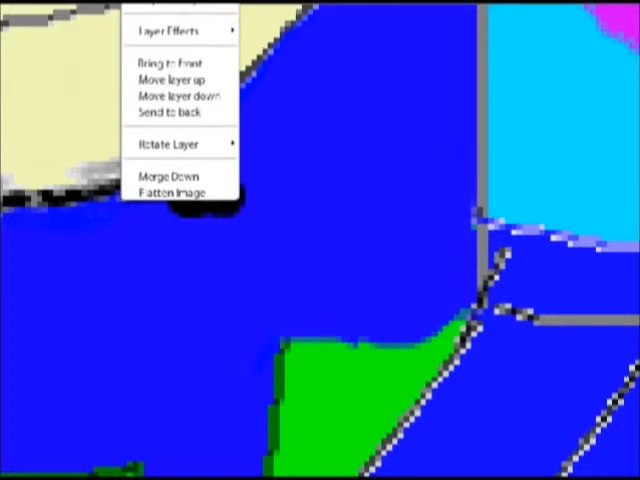 Layer Effects
Bring to front
Move layer up
Move layer down
Send to back
Rotate Layer
Merge Down
Flatten Image